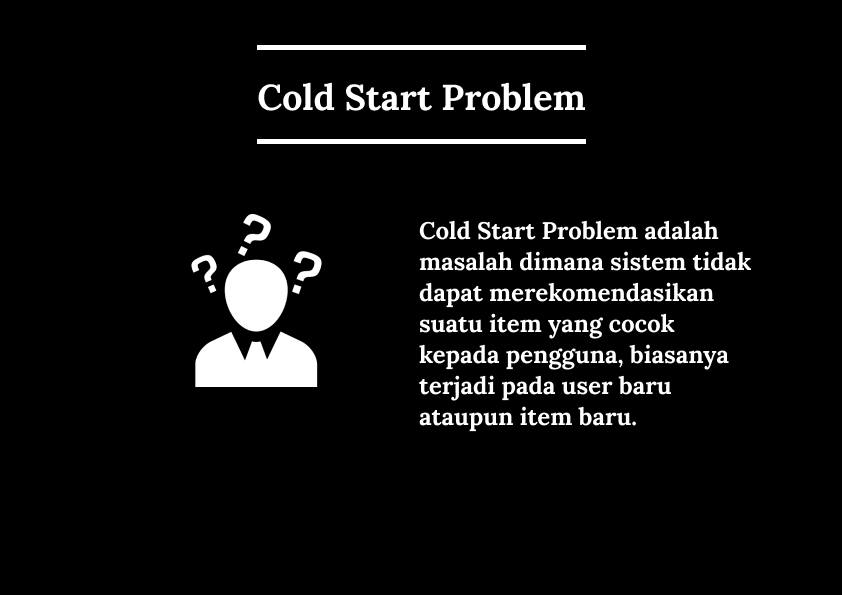 Cold Start Problem
? ? ?
Cold Start Problem adalah
masalah dimana sistem tidak
dapat merekomendasikan
suatu item yang cocok
kepada pengguna, biasanya
terjadi pada user baru
ataupun item baru.